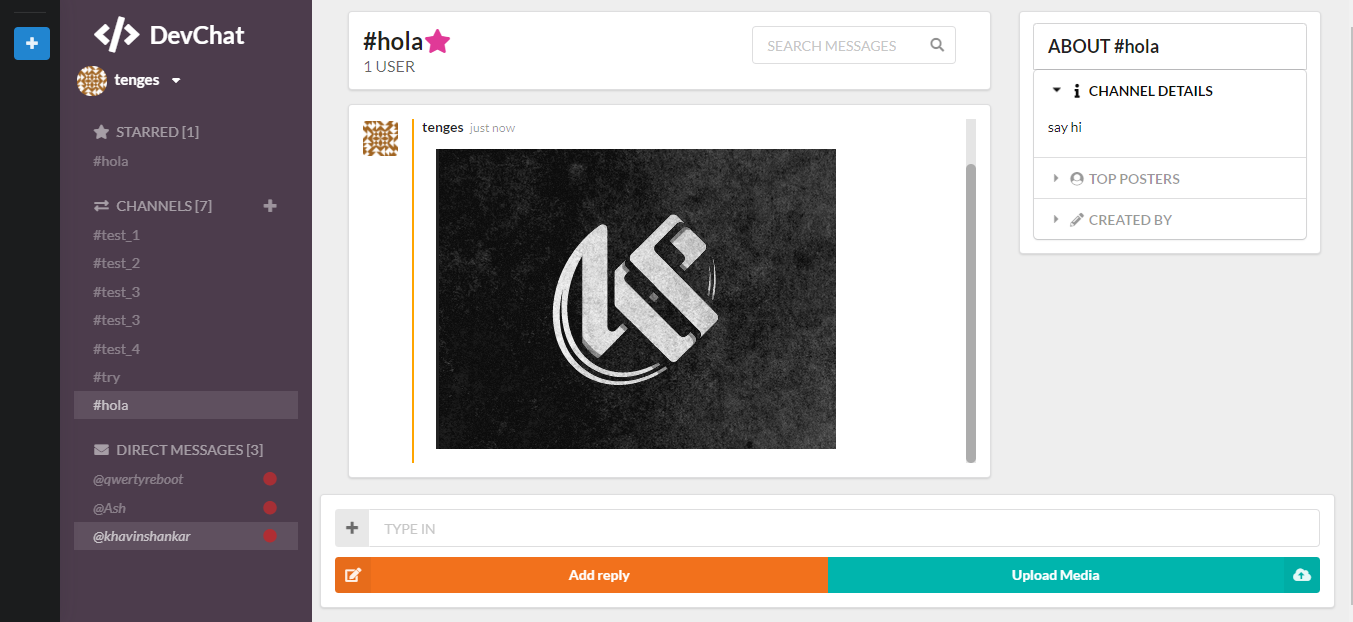 DevChat
tenges
STARRED [1]
#hola
CHANNELS [7]
#test_1
#test_2
#test_3
#test_3
#test_4
#try
#hola
DIRECT MESSAGES [3]
@qwertyreboot
@Ash
@khavinshankar
#hola
1 USER
SEARCH MESSAGES
tenges just now
TYPE IN
Add reply
Upload Media
ABOUT #hola
CHANNEL DETAILS
say hi
TOP POSTERS
CREATED BY